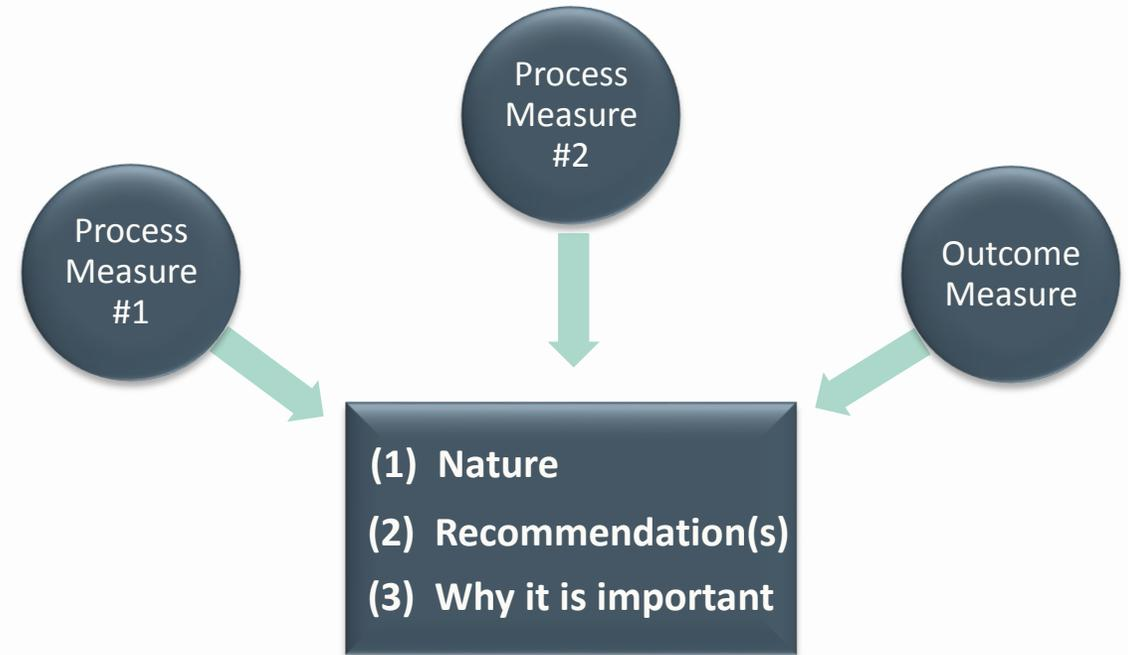 Process
Measure
#1
Process
Measure
#2
Outcome
Measure
(1) Nature
(2) Recommendation(s)
(3) Why it is important